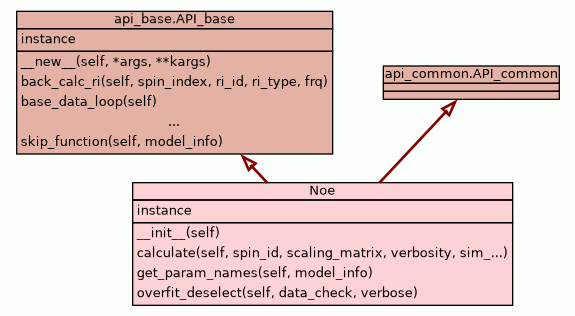 api_base.API_base
instance
__new__(self, *args, **kargs)
back_calc_ri(self, spin_index, ri_id, ri_type, frq)
base_data_loop(self)
...
skip_function(self, model_info)
api_common.API_common
Noe
instance
__init__(self)
calculate(self, spin_id, scaling_matrix, verbosity, sim_...)
get_param_names(self, model_info)
overfit_deselect(self, data_check, verbose)